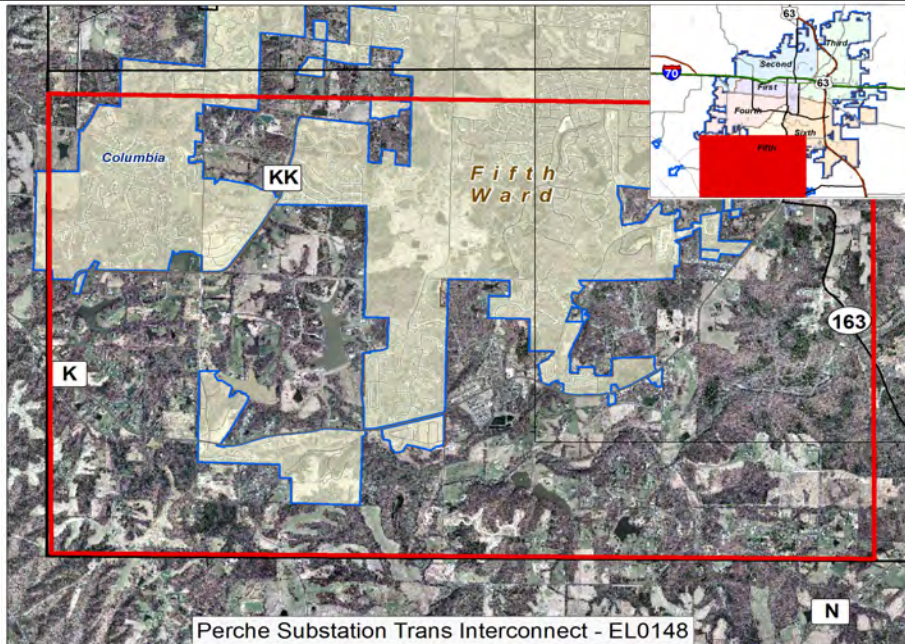 63
Third
Second
70
63
First
Fourth
Sixth
Fifth
Columbia
KK
Fifth
Ward
163
K
N
Perche Substation Trans Interconnect - EL0148